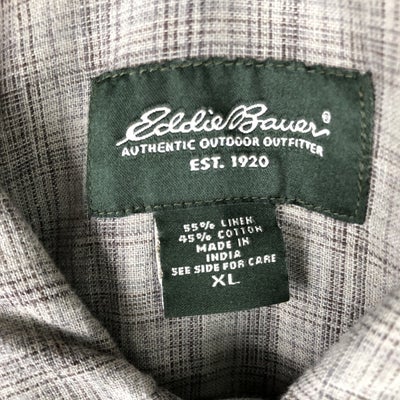 Eddie Bauer®
AUTHENTIC OUTDOOR OUTFITTER
EST. 1920
55% LINEN
45% COTTON
MADE IN
INDIA
SEE SIDE FOR CARE
XL